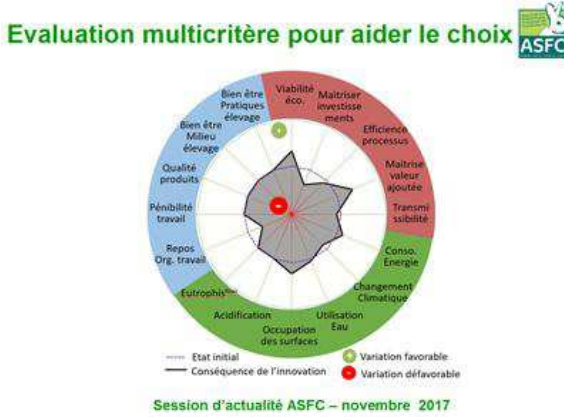 Evaluation multicritère pour aider le choix
ASFC
Bien être
Pratiques
élevage
Viabilité
éco.
Maitriser
investisse
ments
Efficience
processus
Maitrise
valeur
ajoutée
Transmi
ssibilité
Conso.
Energie
Changement
Climatique
Utilisation
Eau
Occupation
des surfaces
Acidification
Eutrophis
Repos
Org. travail
Pénibilité
travail
Qualité
produits
Bien être
Milieu
élevage
Etat initial
Conséquence de l'innovation
Variation favorable
Variation défavorable
Session d'actualité ASFC – novembre 2017